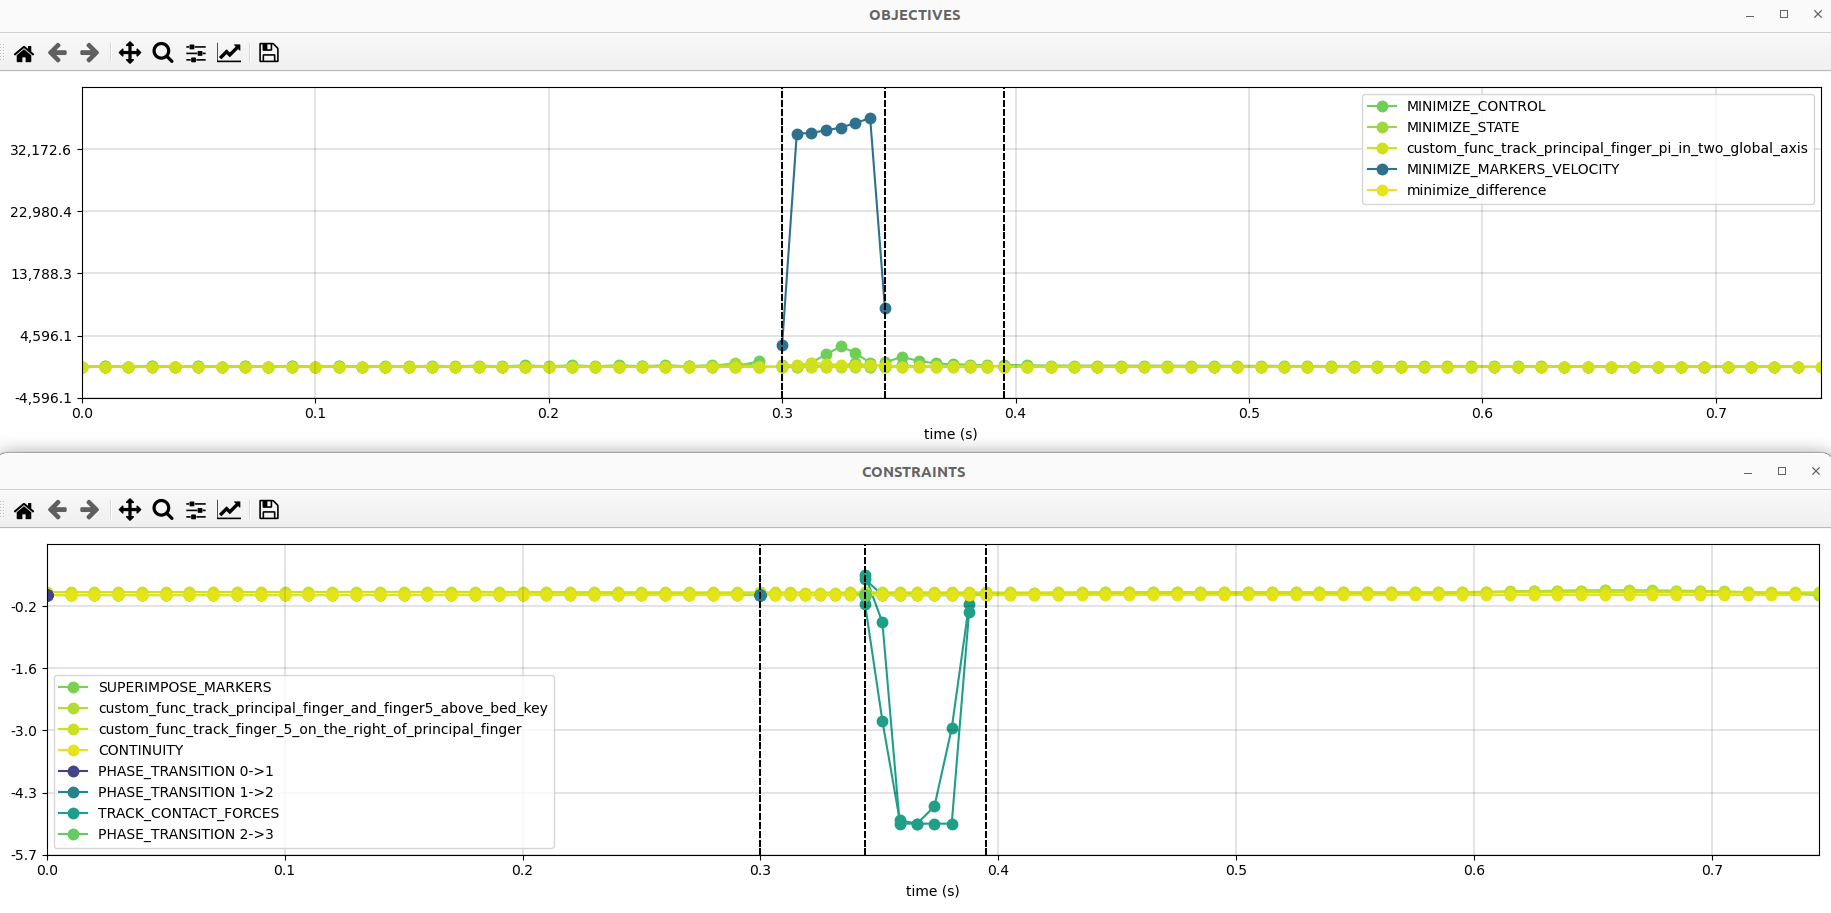 OBJECTIVES
32,172.6
22,980.4
13,788.3
4,596.1
-4,596.1
MINIMIZE_CONTROL
MINIMIZE_STATE
custom_func_track_principal_finger_pi_in_two_global_axis
MINIMIZE_MARKERS_VELOCITY
minimize_difference
0.0 0.1 0.2 0.3 0.4 0.5 0.6 0.7
time (s)
CONSTRAINTS
-0.2
-1.6
-3.0
-4.3
-5.7
SUPERIMPOSE_MARKERS
custom_func_track_principal_finger_and_finger5_above_bed_key
custom_func_track_finger_5_on_the_right_of_principal_finger
CONTINUITY
PHASE_TRANSITION 0->1
PHASE_TRANSITION 1->2
TRACK_CONTACT_FORCES
PHASE_TRANSITION 2->3
0.0 0.1 0.2 0.3 0.4 0.5 0.6 0.7
time (s)